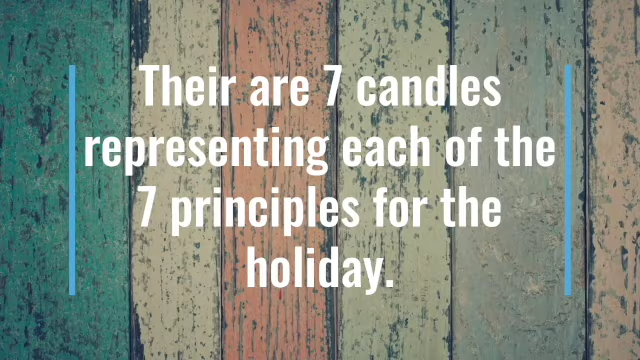 Their are 7 candles
representing each of the
7 principles for the
holiday.